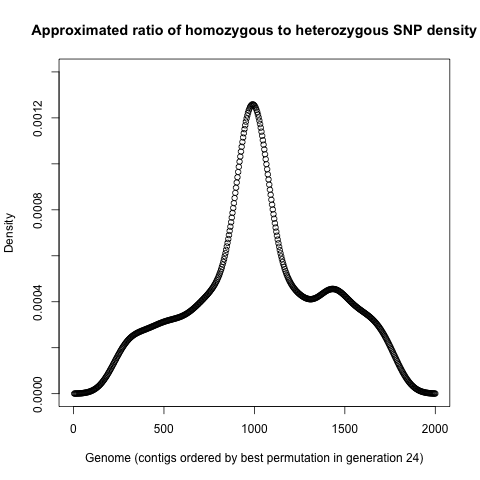 Approximated ratio of homozygous to heterozygous SNP density
0.0012
0.0008
0.0004
0.0000
Density
0 500 1000 1500 2000
Genome (contigs ordered by best permutation in generation 24)